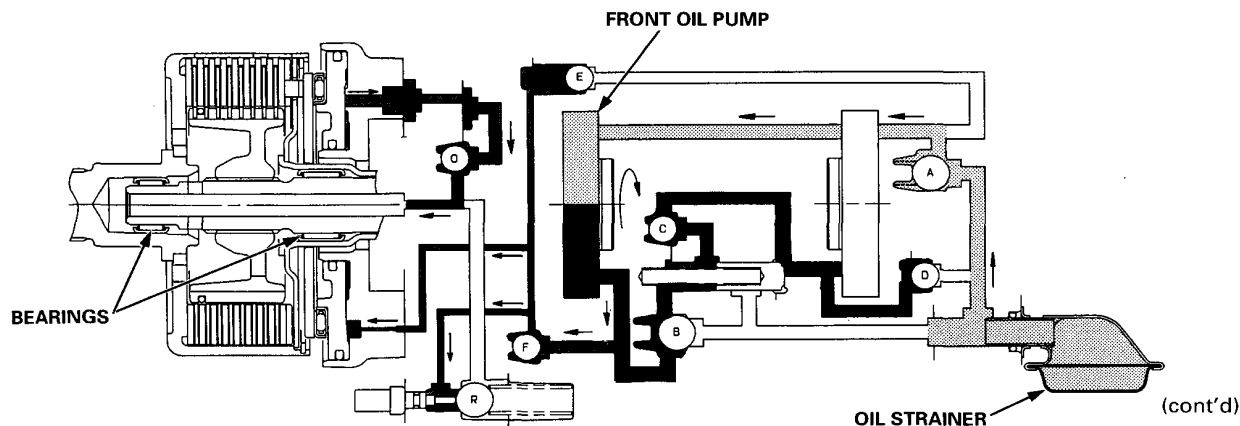 FRONT OIL PUMP
E
O
A
C
D
B
F
R
BEARINGS
OIL STRAINER
(cont'd)